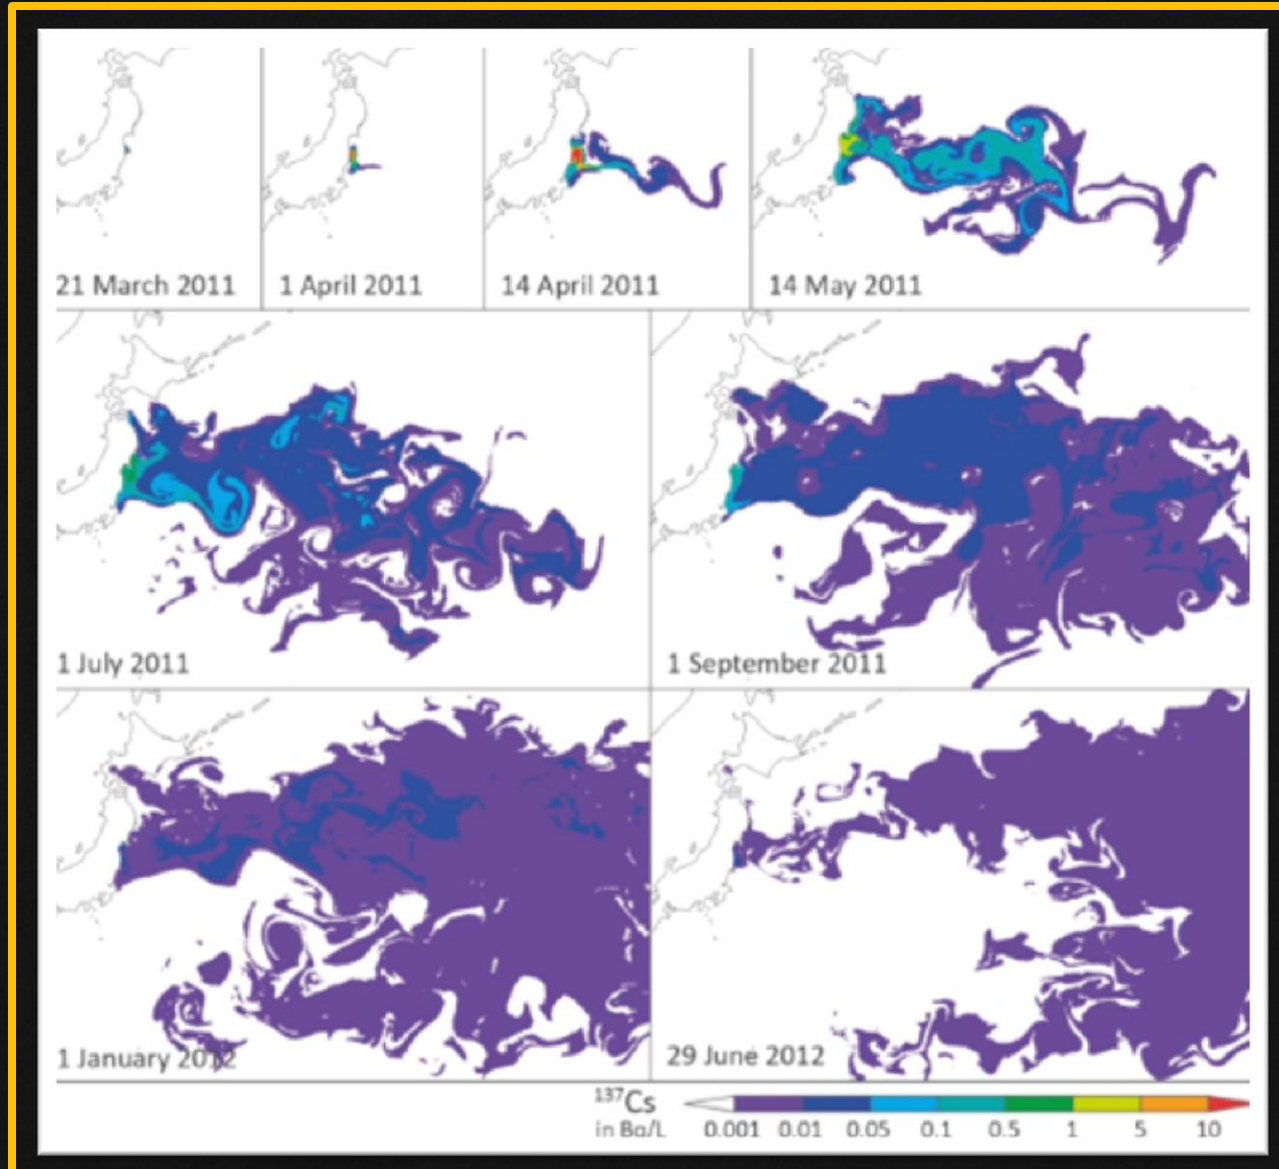 21 March 2011
1 April 2011
14 April 2011
14 May 2011
1 July 2011
1 September 2011
1 January 2012
29 June 2012
¹³⁷Cs
in Bq/L
0.001 0.01 0.05 0.1 0.5 1 5 10